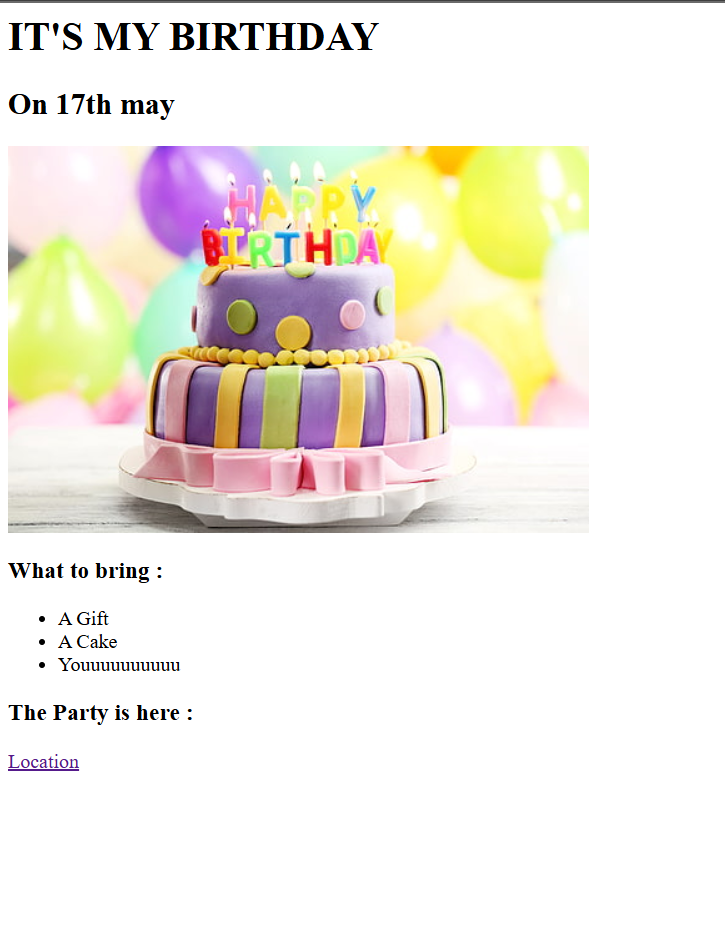 IT'S MY BIRTHDAY
On 17th may
HAPPY
BIRTHDAY
What to bring :
A Gift
A Cake
Youuuuuuuuuu
The Party is here :
Location